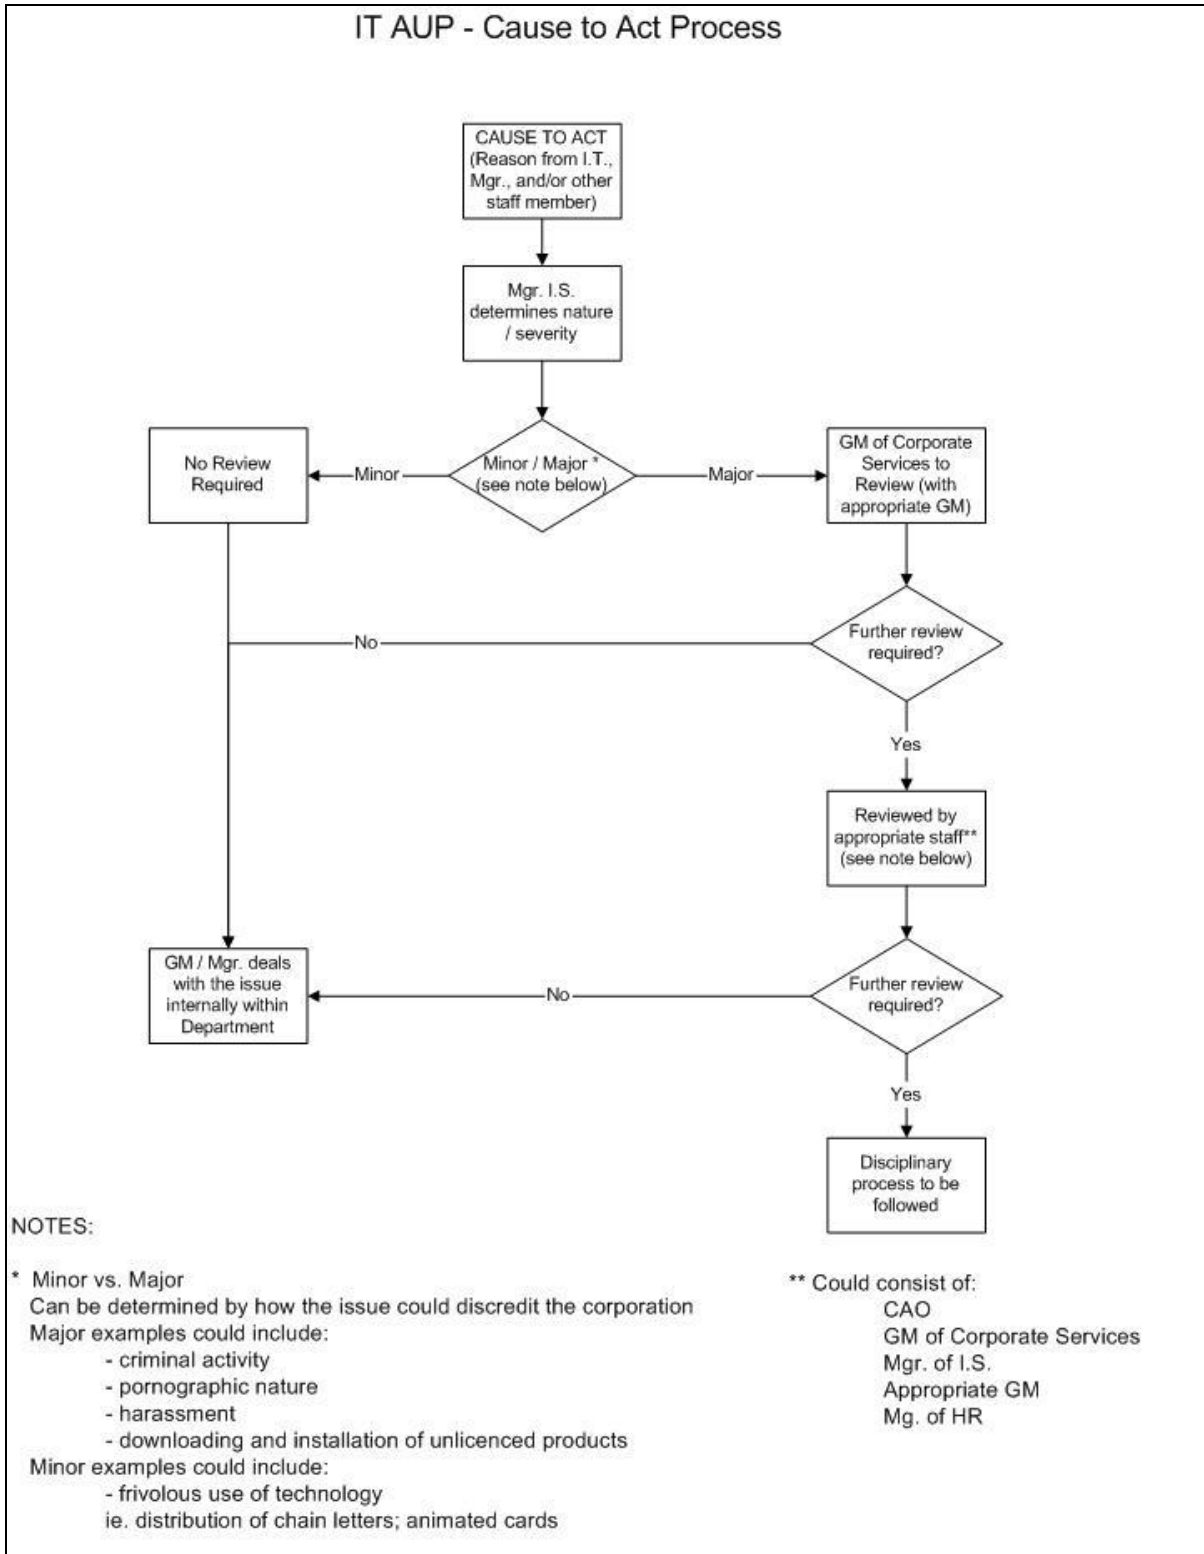 IT AUP - Cause to Act Process
CAUSE TO ACT
(Reason from I.T.,
Mgr., and/or other
staff member)
Mgr. I.S.
determines nature
/ severity
No Review
Required
Minor
Minor / Major *
(see note below)
Major
GM of Corporate
Services to
Review (with
appropriate GM)
No
Further review
required?
Yes
Reviewed by
appropriate staff**
(see note below)
GM / Mgr. deals
with the issue
internally within
Department
No
Further review
required?
Yes
Disciplinary
process to be
followed
NOTES:
* Minor vs. Major
Can be determined by how the issue could discredit the corporation
Major examples could include:
- criminal activity
- pornographic nature
- harassment
- downloading and installation of unlicenced products
Minor examples could include:
- frivolous use of technology
ie. distribution of chain letters; animated cards
** Could consist of:
CAO
GM of Corporate Services
Mgr. of I.S.
Appropriate GM
Mg. of HR